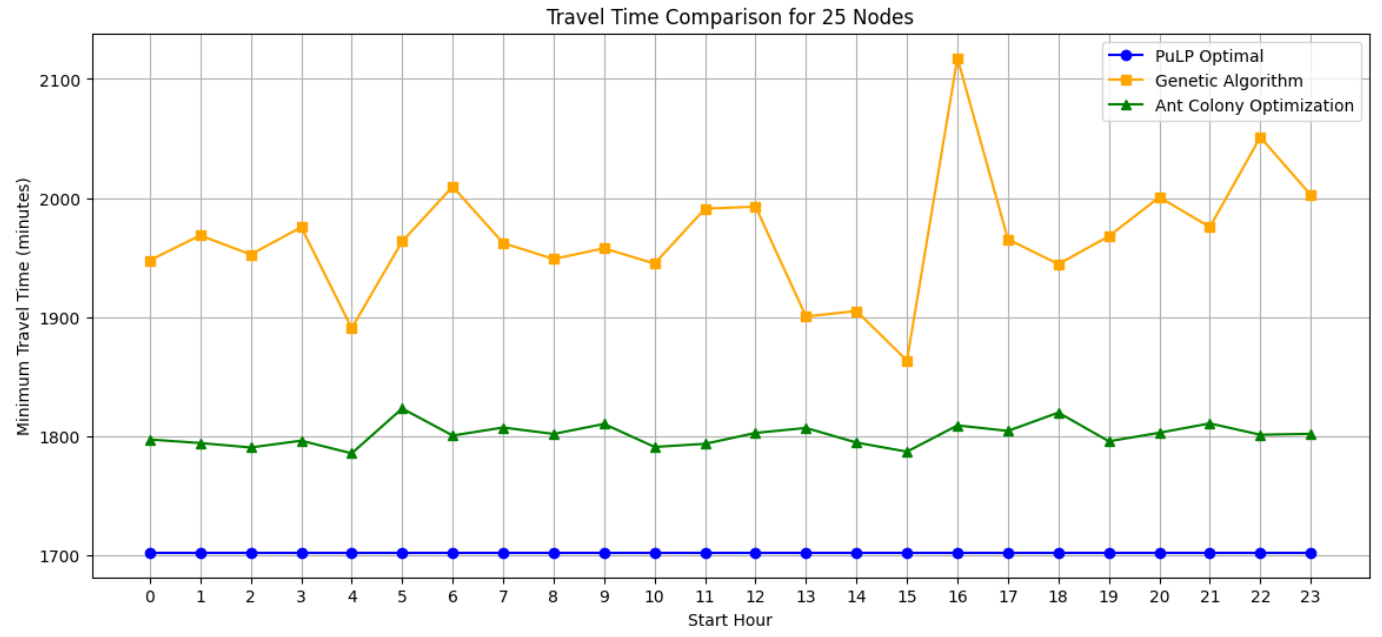 Travel Time Comparison for 25 Nodes
PuLP Optimal
Genetic Algorithm
Ant Colony Optimization
Minimum Travel Time (minutes)
2100
2000
1900
1800
1700
0 1 2 3 4 5 6 7 8 9 10 11 12 13 14 15 16 17 18 19 20 21 22 23
Start Hour